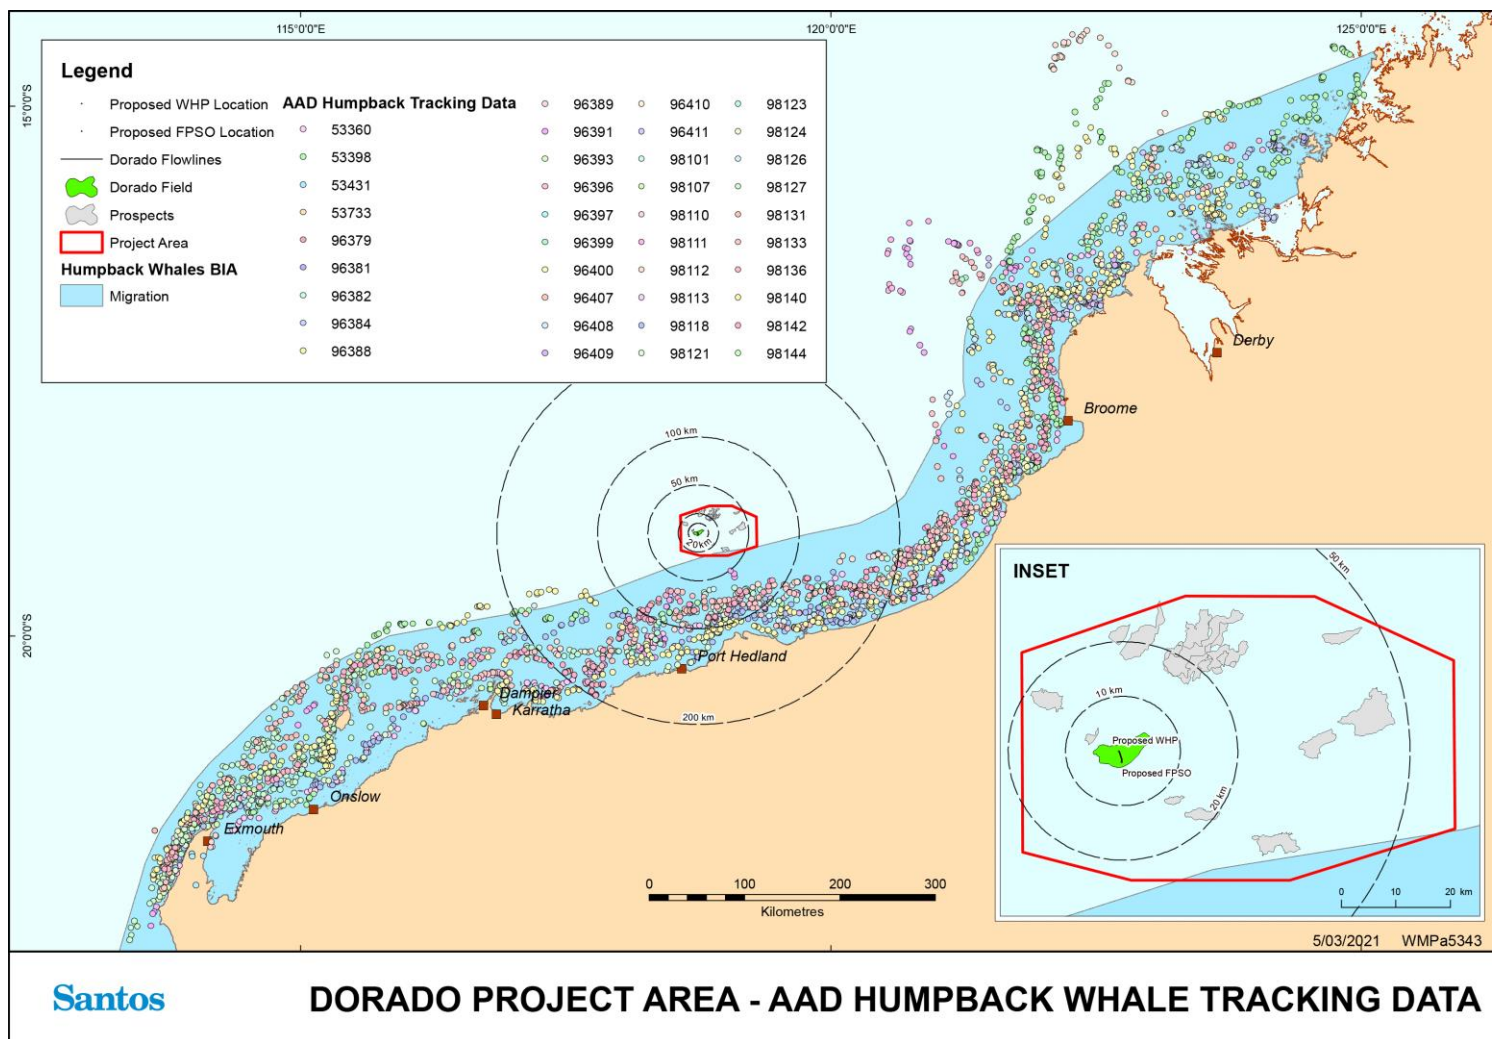 115°0'0"E
120°0'0"E
125°0'0"E
15°0'0"S
20°0'0"S
Legend
Proposed WHP Location
Proposed FPSO Location
Dorado Flowlines
Dorado Field
Prospects
Project Area
Humpback Whales BIA
Migration
AAD Humpback Tracking Data
53360
53398
53431
53733
96379
96381
96382
96384
96388
96389
96391
96393
96396
96397
96399
96400
96407
96408
96409
96410
96411
98101
98107
98110
98111
98112
98113
98118
98121
98123
98124
98126
98127
98131
98133
98136
98140
98142
98144
Derby
Broome
100 km
50 km
20km
200 km
Port Hedland
Dampier
Karratha
Onslow
Exmouth
0 100 200 300
Kilometres
INSET
50 km
10 km
20 km
Proposed WHP
Proposed FPSO
0 10 20 km
5/03/2021 WMPa5343
Santos
DORADO PROJECT AREA - AAD HUMPBACK WHALE TRACKING DATA